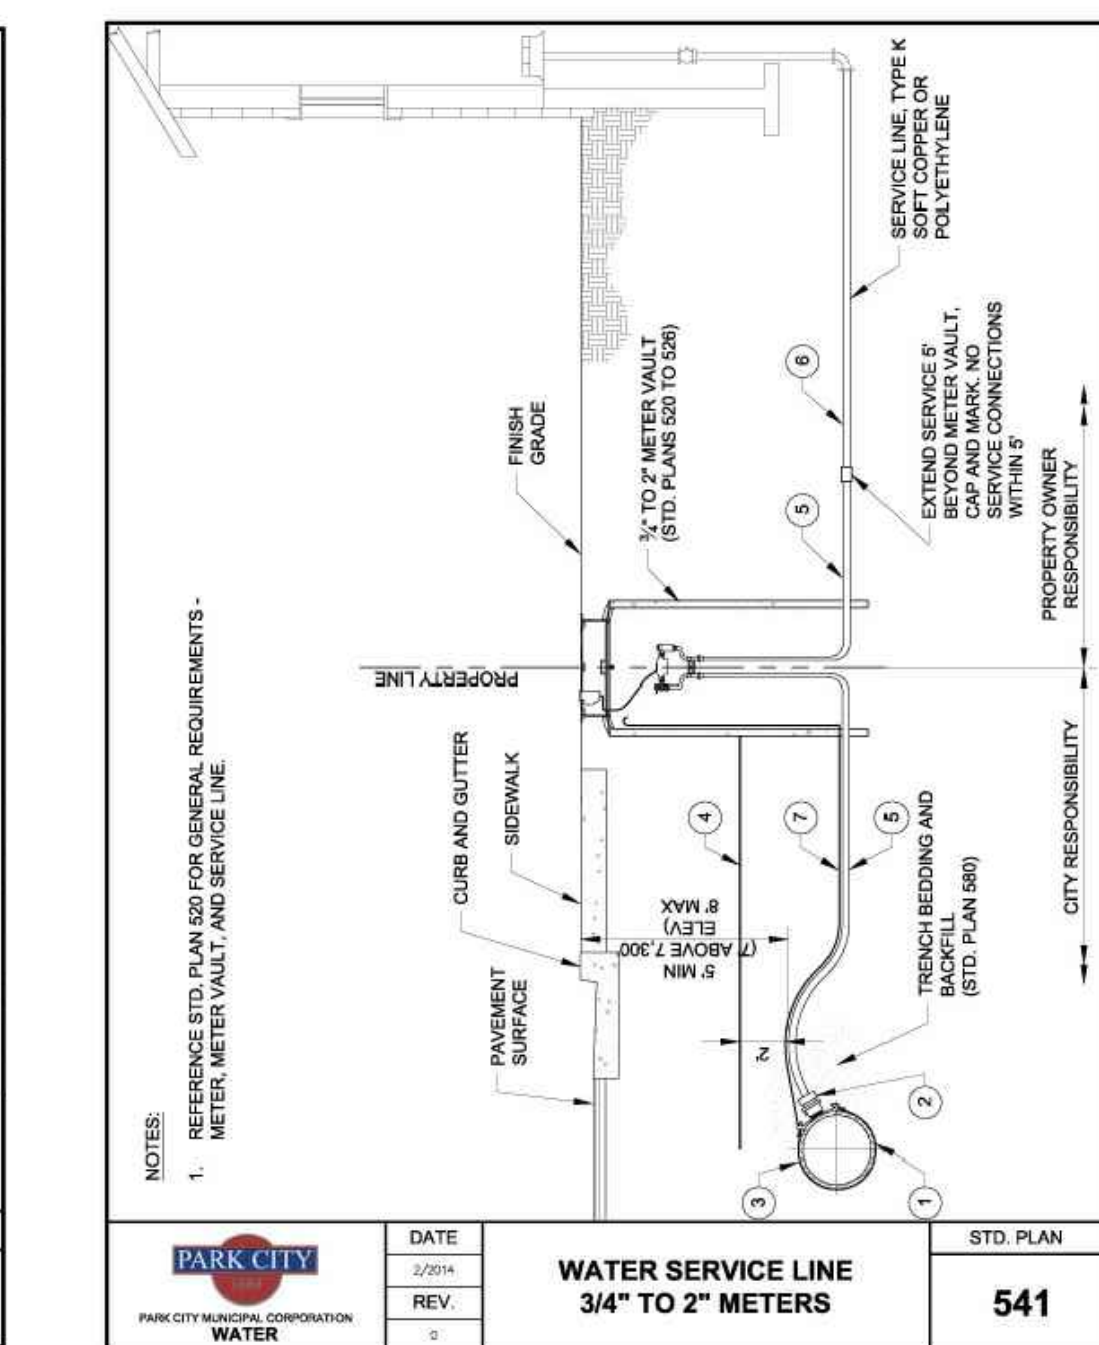 NOTES:
1. REFERENCE STD. PLAN 520 FOR GENERAL REQUIREMENTS -
METER, METER VAULT, AND SERVICE LINE.
PAVEMENT
SURFACE
CURB AND GUTTER
SIDEWALK
PROPERTY LINE
FINISH
GRADE
3/4" TO 2" METER VAULT
(STD. PLANS 520 TO 526)
SERVICE LINE, TYPE K
SOFT COPPER OR
POLYETHYLENE
5' MIN
(7' ABOVE 7,300
ELEV)
8' MAX
2'
3
1
2
4
7
5
5
6
TRENCH BEDDING AND
BACKFILL
(STD. PLAN 580)
EXTEND SERVICE 5'
BEYOND METER VAULT,
CAP AND MARK. NO
SERVICE CONNECTIONS
WITHIN 5'
CITY RESPONSIBILITY
PROPERTY OWNER
RESPONSIBILITY
PARK CITY
PARK CITY MUNICIPAL CORPORATION
WATER
DATE
2/2014
REV.
0
WATER SERVICE LINE
3/4" TO 2" METERS
STD. PLAN
541